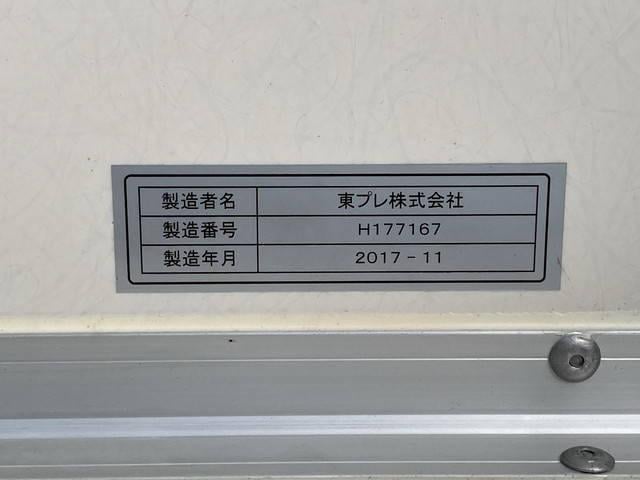 製造者名 東プレ株式会社
製造番号 H177167
製造年月 2017-11